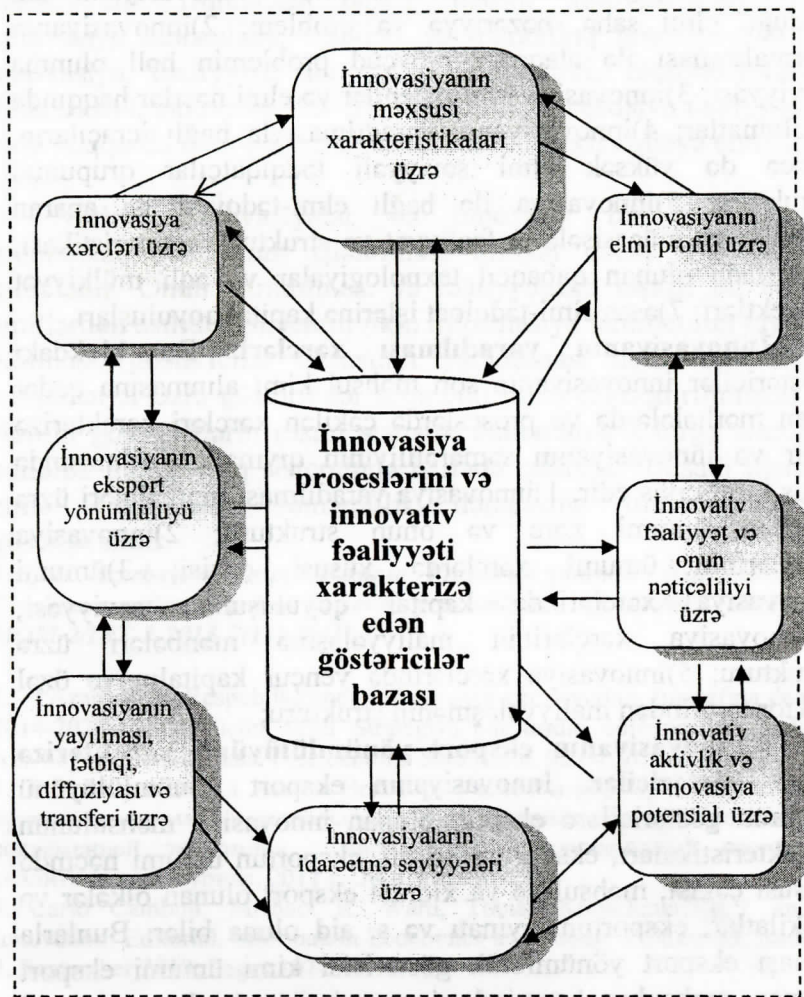 İnnovasiyanın
məxsusi
xarakteristikaları
üzrə
İnnovasiya
xərcləri üzrə
İnnovasiyanın
elmi profili üzrə
İnnovasiyanın
eksport
yönümlülüyü
üzrə
İnnovasiya
proseslərini və
innovativ
fəaliyyəti
xarakterizə
edən
göstəricilər
bazası
İnnovativ
fəaliyyət və
onun
nəticəliliyi
üzrə
İnnovasiyanın
yayılması,
tətbiqi,
diffuziyası və
transferi üzrə
İnnovativ
aktivlik və
innovasiya
potensialı üzrə
İnnovasiyaların
idarəetmə səviyyələri
üzrə